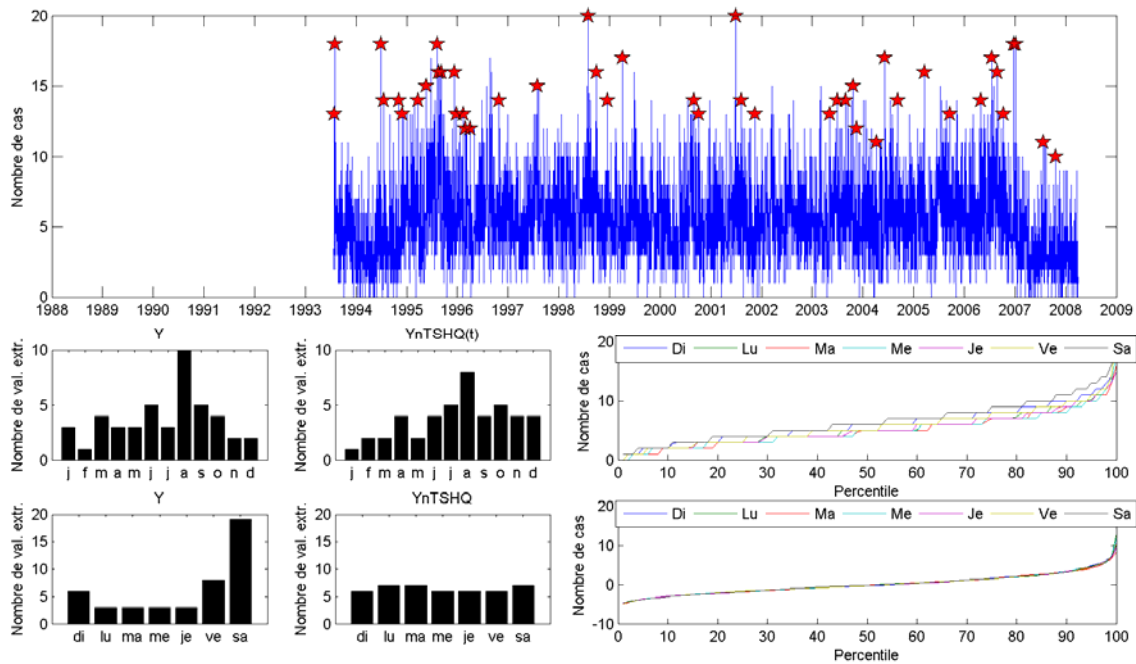 20
15
10
5
0
Nombre de cas
1988 1989 1990 1991 1992 1993 1994 1995 1996 1997 1998 1999 2000 2001 2002 2003 2004 2005 2006 2007 2008 2009
Y
10
5
0
Nombre de val. extr.
j f m a m j j a s o n d
YnTSHQ(t)
10
5
0
Nombre de val. extr.
j f m a m j j a s o n d
20
10
0
Nombre de cas
Di Lu Ma Me Je Ve Sa
10 20 30 40 50 60 70 80 90 100
Percentile
Y
20
15
10
5
0
Nombre de val. extr.
di lu ma me je ve sa
YnTSHQ
20
15
10
5
0
Nombre de val. extr.
di lu ma me je ve sa
20
10
0
-10
Nombre de cas
Di Lu Ma Me Je Ve Sa
10 20 30 40 50 60 70 80 90 100
Percentile